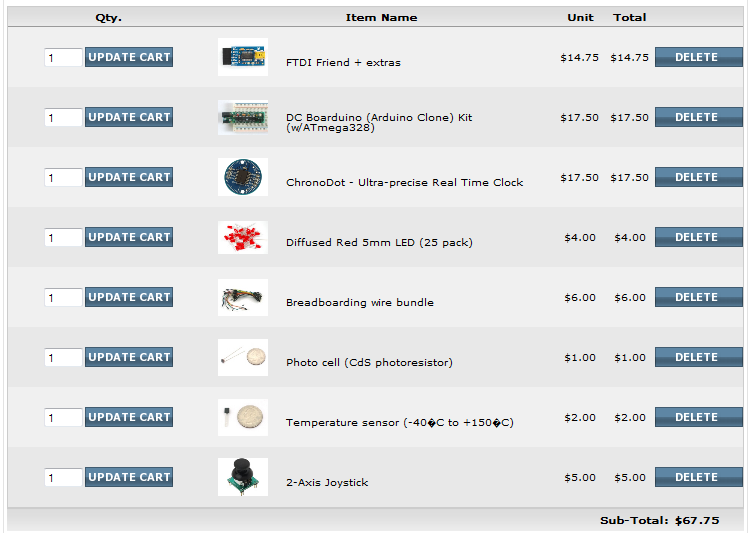 Qty. Item Name Unit Total
1 UPDATE CART FTDI Friend + extras $14.75 $14.75 DELETE
1 UPDATE CART DC Boarduino (Arduino Clone) Kit
(w/ATmega328) $17.50 $17.50 DELETE
1 UPDATE CART ChronoDot - Ultra-precise Real Time Clock $17.50 $17.50 DELETE
1 UPDATE CART Diffused Red 5mm LED (25 pack) $4.00 $4.00 DELETE
1 UPDATE CART Breadboarding wire bundle $6.00 $6.00 DELETE
1 UPDATE CART Photo cell (CdS photoresistor) $1.00 $1.00 DELETE
1 UPDATE CART Temperature sensor (-40�C to +150�C) $2.00 $2.00 DELETE
1 UPDATE CART 2-Axis Joystick $5.00 $5.00 DELETE
Sub-Total: $67.75